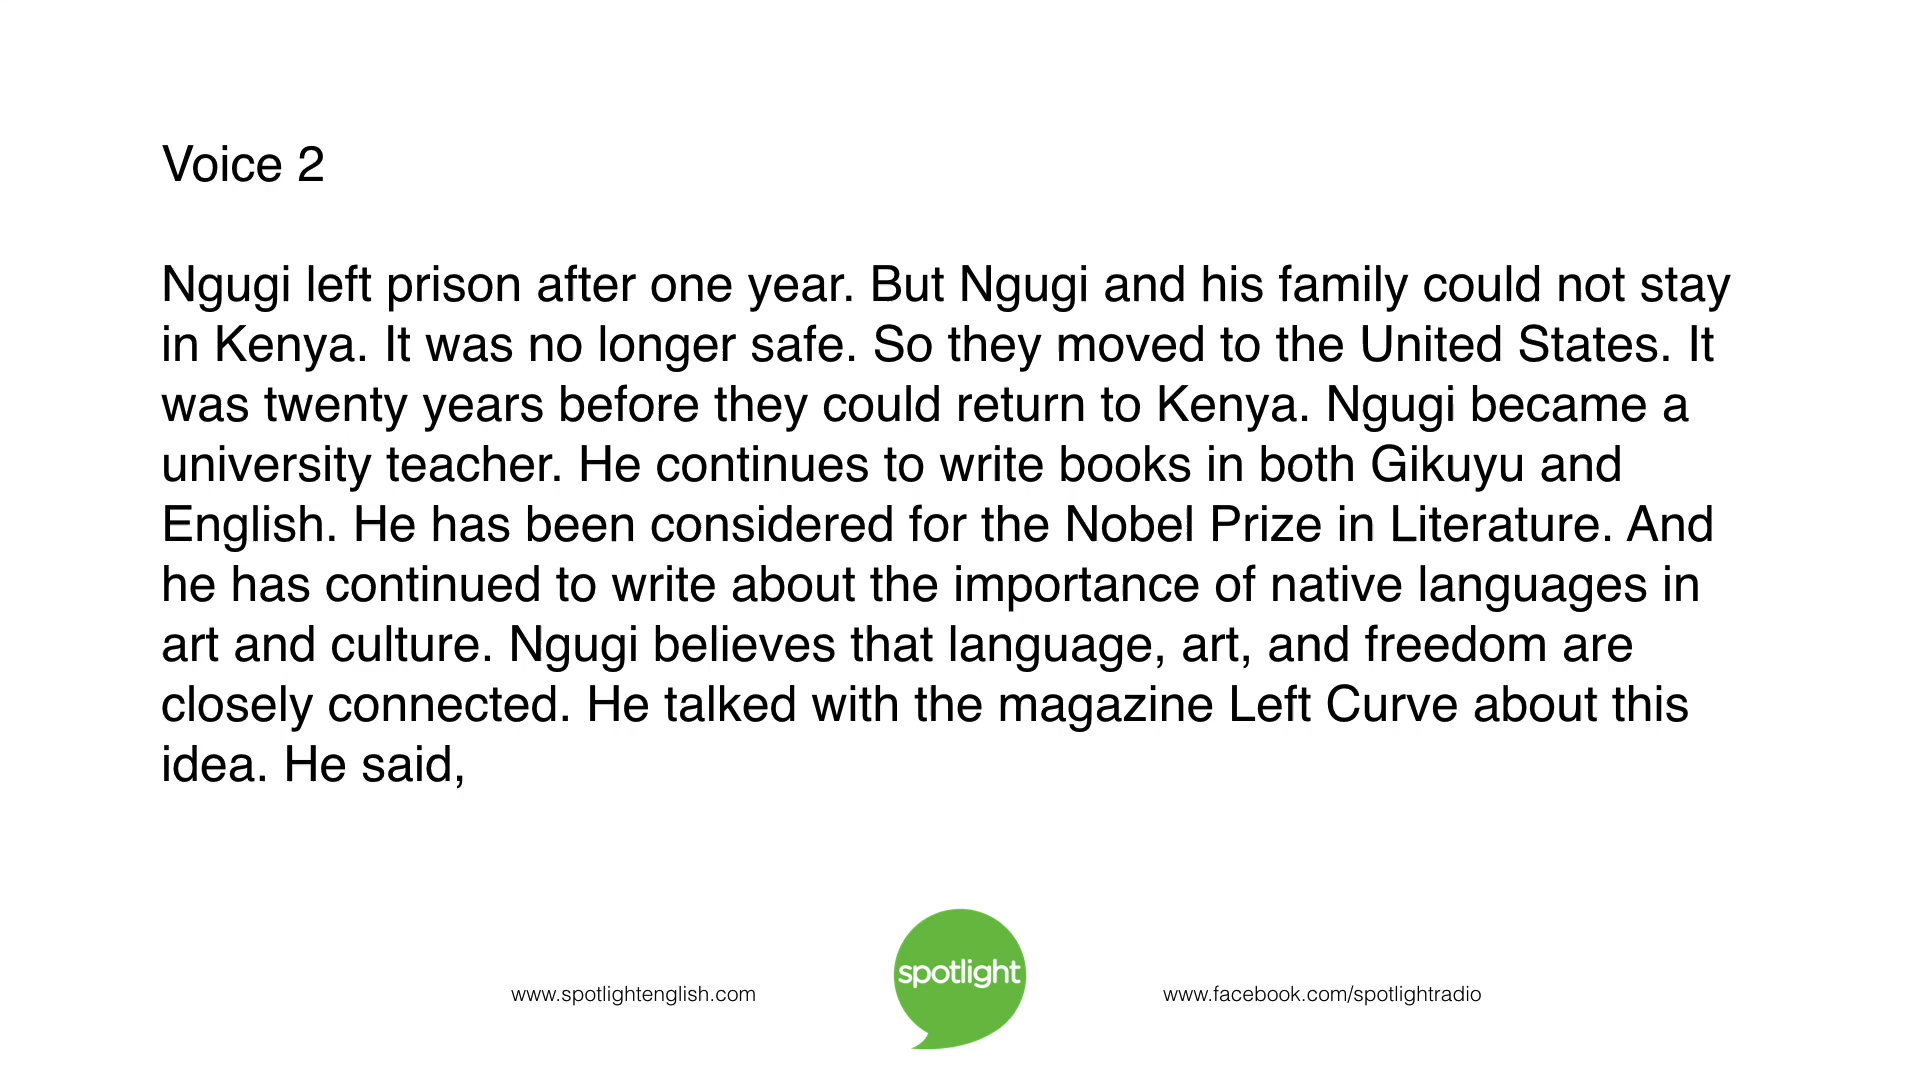 Voice 2
Ngugi left prison after one year. But Ngugi and his family could not stay
in Kenya. It was no longer safe. So they moved to the United States. It
was twenty years before they could return to Kenya. Ngugi became a
university teacher. He continues to write books in both Gikuyu and
English. He has been considered for the Nobel Prize in Literature. And
he has continued to write about the importance of native languages in
art and culture. Ngugi believes that language, art, and freedom are
closely connected. He talked with the magazine Left Curve about this
idea. He said,
spotlight
www.spotlightenglish.com
www.facebook.com/spotlightradio